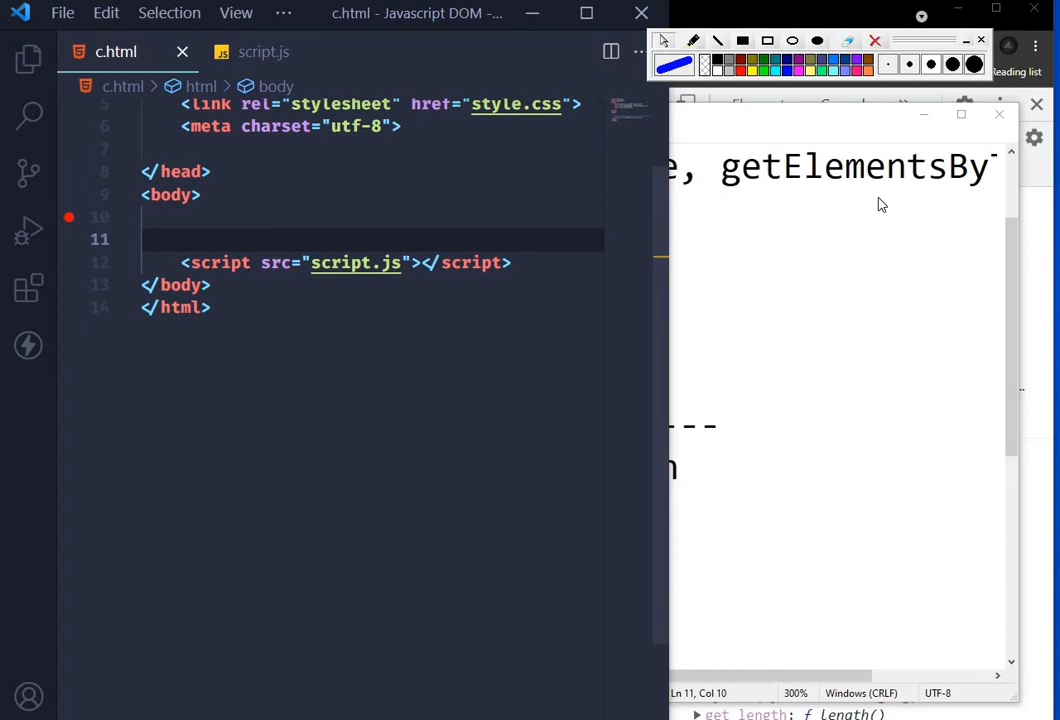 File Edit Selection View ··· c.html - Javascript DOM -...
c.html script.js
c.html > html > body
5 <link rel="stylesheet" href="style.css">
6 <meta charset="utf-8">
7
8 </head>
9 <body>
10
11
12 <script src="script.js"></script>
13 </body>
14 </html>
Reading list
e, getElementsBy
---
Ln 11, Col 10 300% Windows (CRLF) UTF-8
get length: f length()